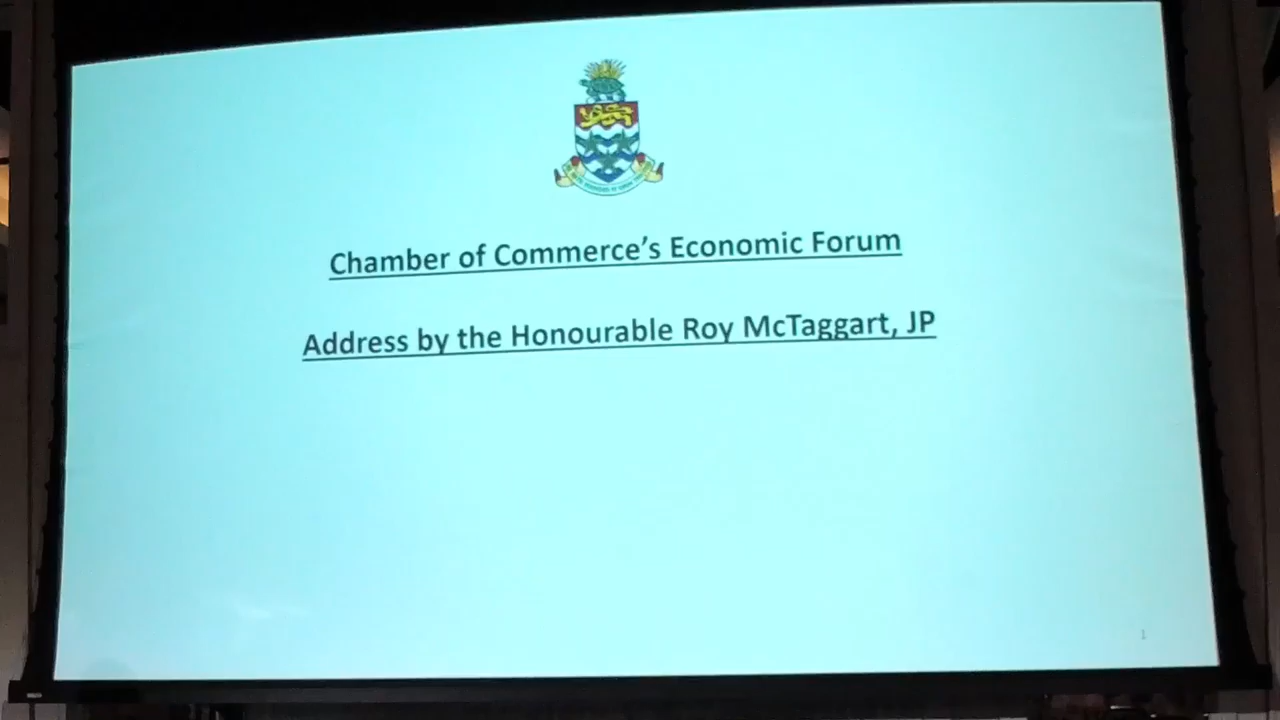 Chamber of Commerce's Economic Forum
Address by the Honourable Roy McTaggart, JP
1